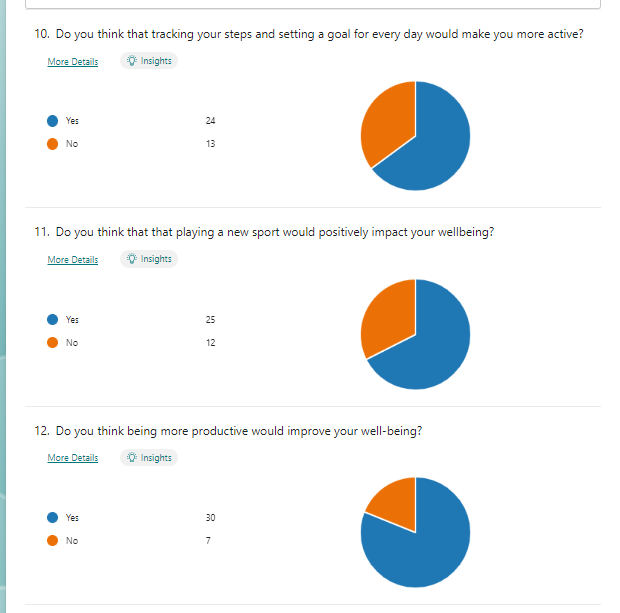 10. Do you think that tracking your steps and setting a goal for every day would make you more active?
More Details Insights
Yes 24
No 13
11. Do you think that that playing a new sport would positively impact your wellbeing?
More Details Insights
Yes 25
No 12
12. Do you think being more productive would improve your well-being?
More Details Insights
Yes 30
No 7